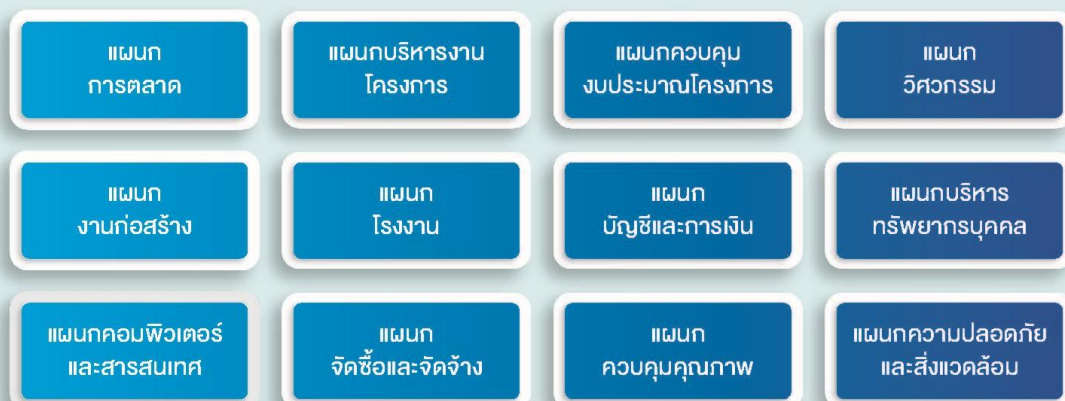 แผนก
การตลาด
แผนกบริหารงาน
โครงการ
แผนกควบคุม
งบประมาณโครงการ
แผนก
วิศวกรรม
แผนก
งานก่อสร้าง
แผนก
โรงงาน
แผนก
บัญชีและการเงิน
แผนกบริหาร
ทรัพยากรบุคคล
แผนกคอมพิวเตอร์
และสารสนเทศ
แผนก
จัดซื้อและจัดจ้าง
แผนก
ควบคุมคุณภาพ
แผนกความปลอดภัย
และสิ่งแวดล้อม